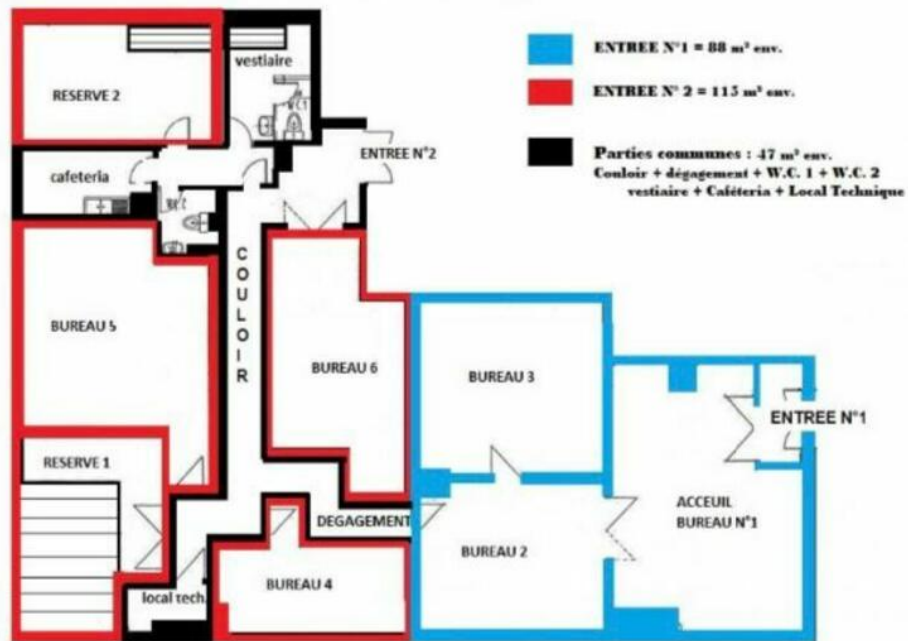 ENTREE N°1 = 88 m² env.
ENTREE N° 2 = 115 m² env.
Parties communes : 47 m² env.
Couloir + dégagement + W.C. 1 + W.C. 2
vestiaire + Caféteria + Local Technique
vestiaire
RESERVE 2
W.C 1
ENTREE N°2
cafeteria
W.C 2
COULOIR
BUREAU 5
BUREAU 6
BUREAU 3
ENTREE N°1
RESERVE 1
ACCEUIL
BUREAU N°1
DEGAGEMENT
BUREAU 2
BUREAU 4
local tech.